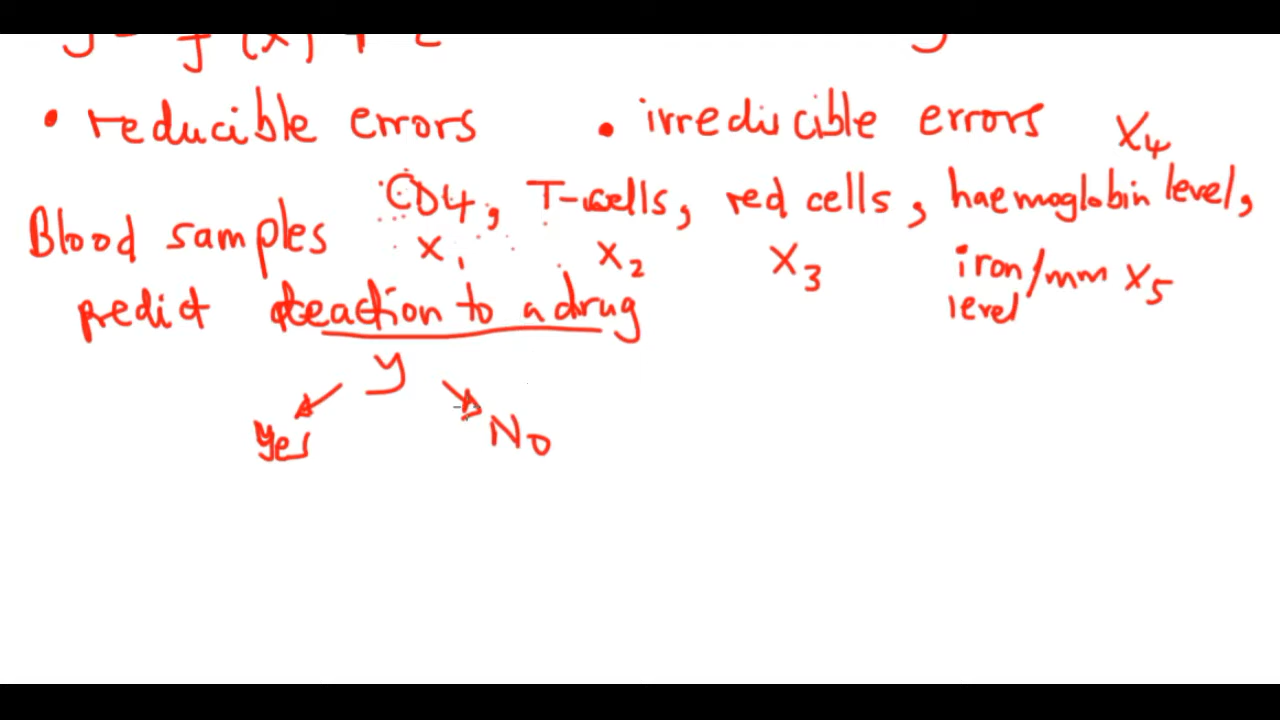 • reducible errors • irreducible errors
Blood samples CD4, T-cells, red cells, haemoglobin level,
x1 x2 x3 x4
iron/mm level x5
predict reaction to a drug
y
Yes No